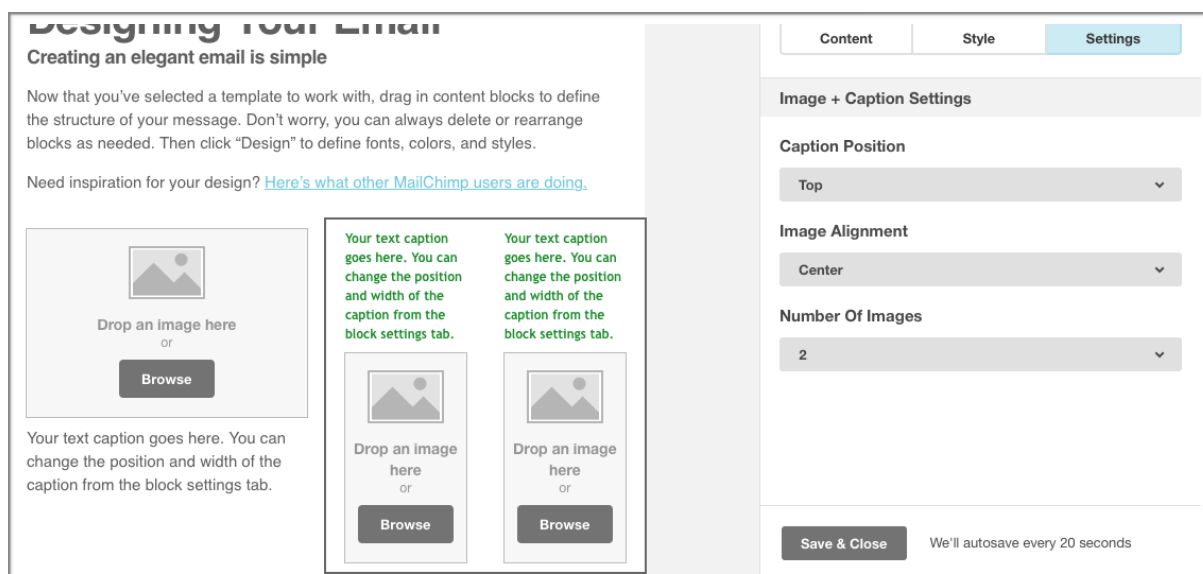 Designing Your Email
Creating an elegant email is simple
Now that you've selected a template to work with, drag in content blocks to define
the structure of your message. Don't worry, you can always delete or rearrange
blocks as needed. Then click “Design” to define fonts, colors, and styles.
Need inspiration for your design? Here's what other MailChimp users are doing.
Drop an image here
or
Browse
Your text caption goes here. You can
change the position and width of the
caption from the block settings tab.
Your text caption
goes here. You can
change the position
and width of the
caption from the
block settings tab.
Drop an image
here
or
Browse
Your text caption
goes here. You can
change the position
and width of the
caption from the
block settings tab.
Drop an image
here
or
Browse
Content
Style
Settings
Image + Caption Settings
Caption Position
Top
Image Alignment
Center
Number Of Images
2
Save & Close
We'll autosave every 20 seconds